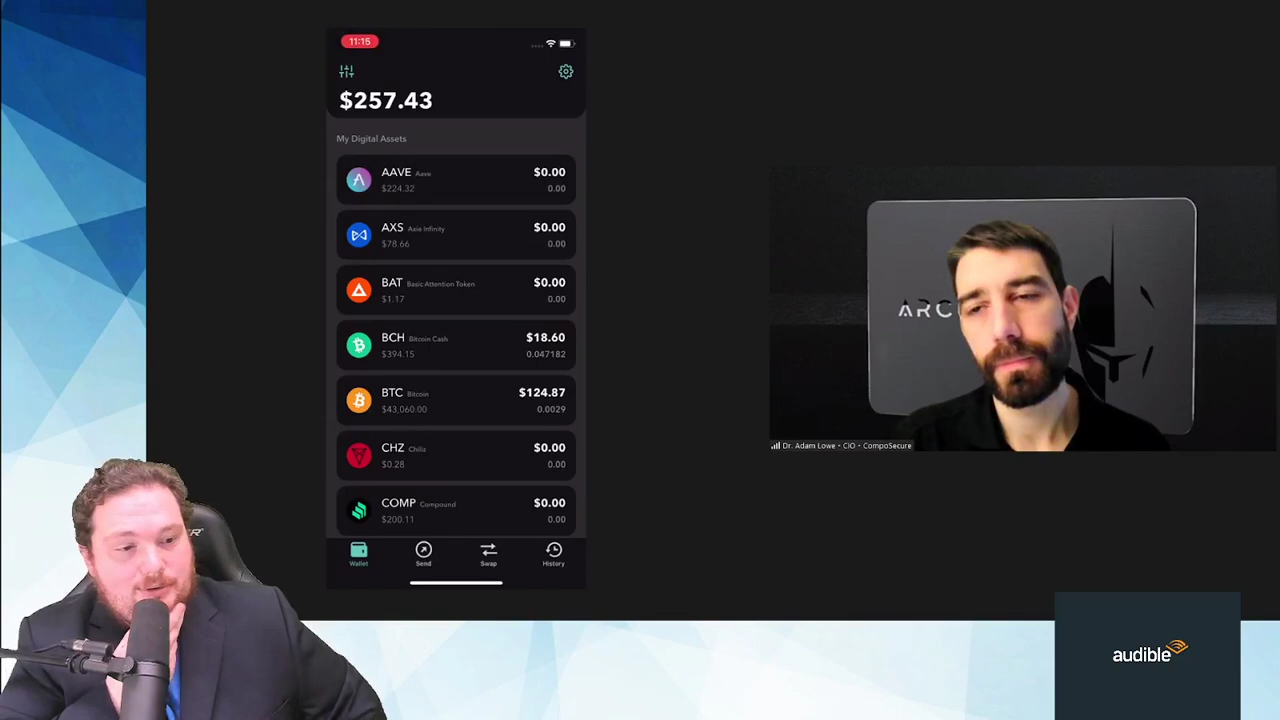 11:15
$257.43
My Digital Assets
AAVE Aave $0.00
$224.32 0.00
AXS Axie Infinity $0.00
$78.66 0.00
BAT Basic Attention Token $0.00
$1.17 0.00
BCH Bitcoin Cash $18.60
$394.15 0.047182
BTC Bitcoin $124.87
$43,060.00 0.0029
CHZ Chiliz $0.00
$0.28 0.00
COMP Compound $0.00
$200.11 0.00
Wallet Send Swap History
ARC
Dr. Adam Lowe • CIO • CompoSecure
audible